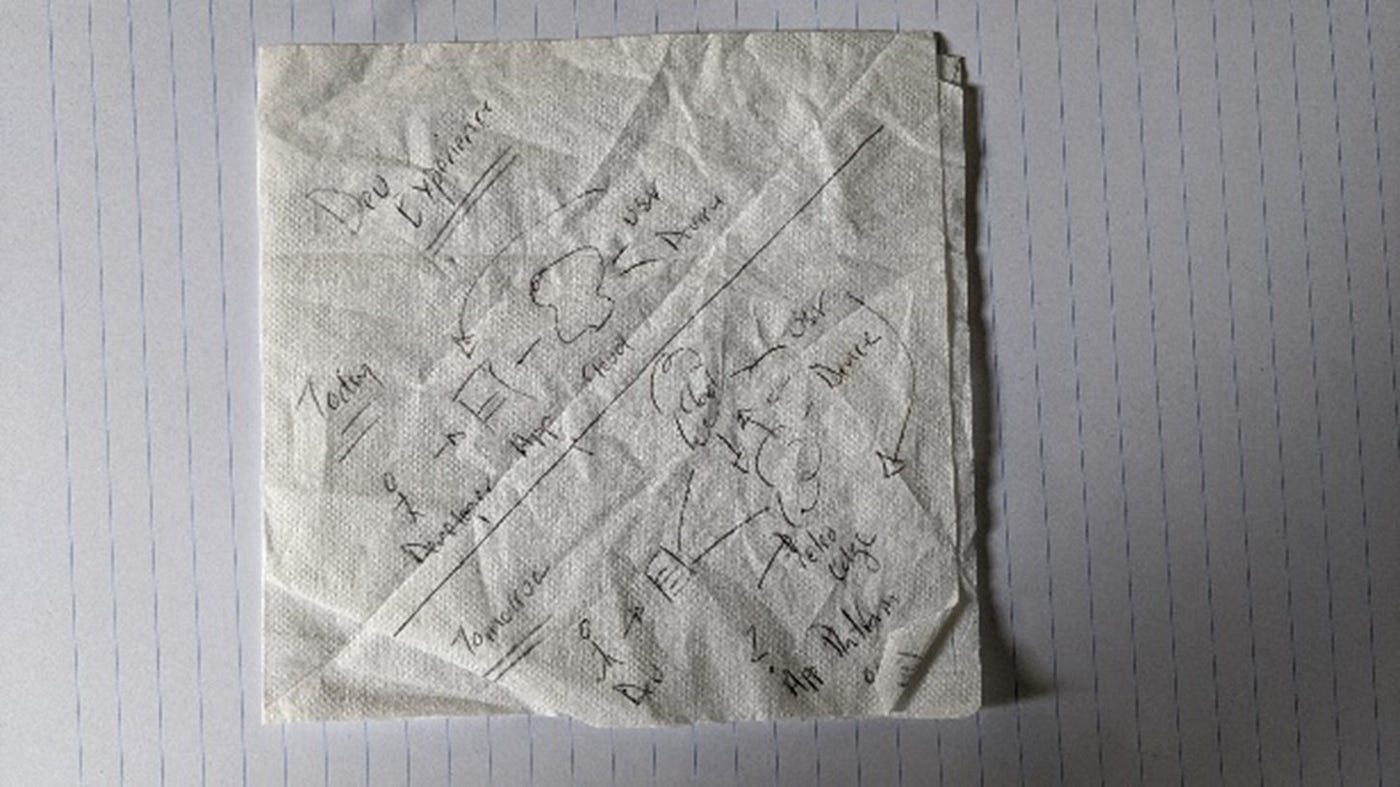 Dev
Experience
Today
User
Device
Cloud
App
Developer
Tomorrow
User
Device
Cloud
Telco
Edge
Dev
?
App Platform